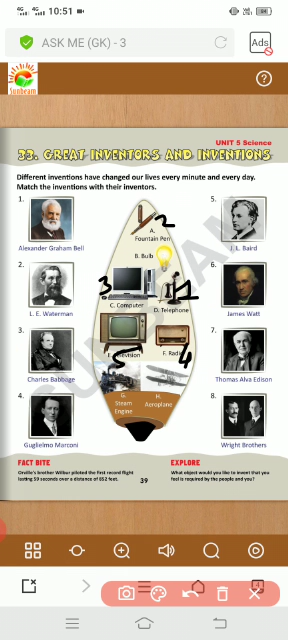 4G 4G 10:51
84
ASK ME (GK) - 3
Ads
Sunbeam
UNIT 5 Science
33. GREAT INVENTORS AND INVENTIONS
Different inventions have changed our lives every minute and every day.
Match the inventions with their inventors.
1.
Alexander Graham Bell
2.
L. E. Waterman
3.
Charles Babbage
4.
Guglielmo Marconi
A.
Fountain Pen
2
B. Bulb
3
C. Computer
1
D. Telephone
5
E. Television
F. Radio
4
G.
Steam
Engine
H.
Aeroplane
5.
J. L. Baird
6.
James Watt
7.
Thomas Alva Edison
8.
Wright Brothers
FACT BITE
Orville's brother Wilbur piloted the first record flight
lasting 59 seconds over a distance of 852 feet.
39
EXPLORE
What object would you like to invent that you
feel is required by the people and you?
SUNBEAM